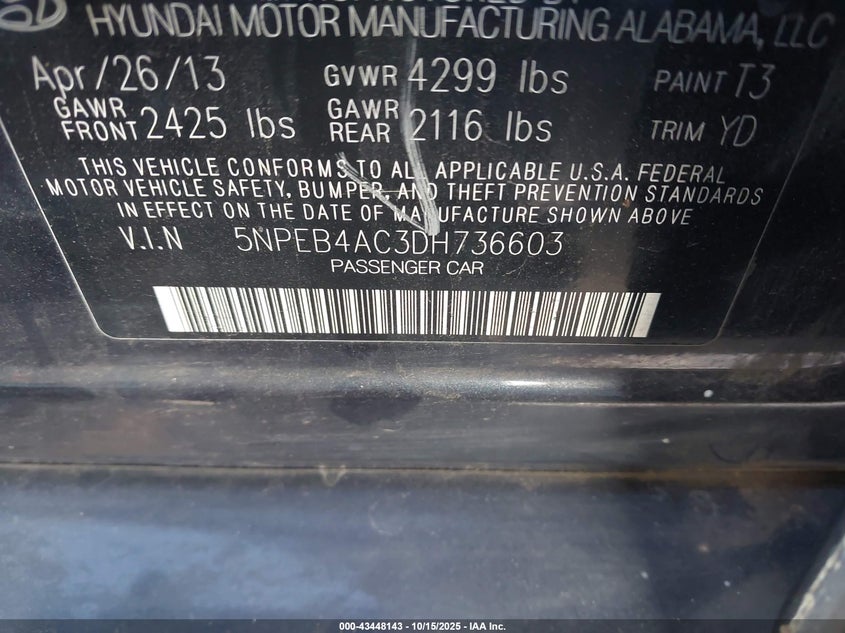 HYUNDAI MOTOR MANUFACTURING ALABAMA, LLC
Apr/26/13 GVWR 4299 lbs PAINT T3
GAWR FRONT 2425 lbs GAWR REAR 2116 lbs TRIM YD
THIS VEHICLE CONFORMS TO ALL APPLICABLE U.S.A. FEDERAL
MOTOR VEHICLE SAFETY, BUMPER, AND THEFT PREVENTION STANDARDS
IN EFFECT ON THE DATE OF MANUFACTURE SHOWN ABOVE
V.I.N 5NPEB4AC3DH736603
PASSENGER CAR
000-43448143 - 10/15/2025 - IAA Inc.